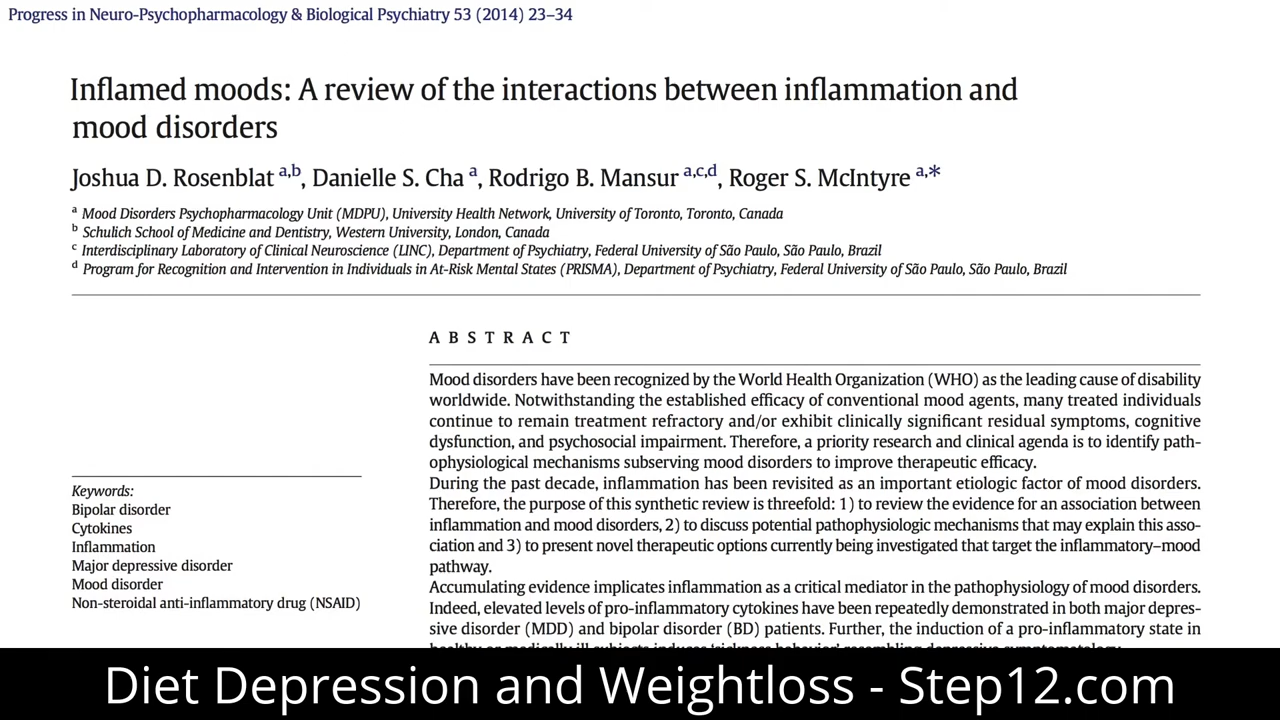 Progress in Neuro-Psychopharmacology & Biological Psychiatry 53 (2014) 23–34
Inflamed moods: A review of the interactions between inflammation and
mood disorders
Joshua D. Rosenblat a,b, Danielle S. Cha a, Rodrigo B. Mansur a,c,d, Roger S. McIntyre a,*
a Mood Disorders Psychopharmacology Unit (MDPU), University Health Network, University of Toronto, Toronto, Canada
b Schulich School of Medicine and Dentistry, Western University, London, Canada
c Interdisciplinary Laboratory of Clinical Neuroscience (LINC), Department of Psychiatry, Federal University of São Paulo, São Paulo, Brazil
d Program for Recognition and Intervention in Individuals in At-Risk Mental States (PRISMA), Department of Psychiatry, Federal University of São Paulo, São Paulo, Brazil
Keywords:
Bipolar disorder
Cytokines
Inflammation
Major depressive disorder
Mood disorder
Non-steroidal anti-inflammatory drug (NSAID)
ABSTRACT
Mood disorders have been recognized by the World Health Organization (WHO) as the leading cause of disability
worldwide. Notwithstanding the established efficacy of conventional mood agents, many treated individuals
continue to remain treatment refractory and/or exhibit clinically significant residual symptoms, cognitive
dysfunction, and psychosocial impairment. Therefore, a priority research and clinical agenda is to identify path-
ophysiological mechanisms subserving mood disorders to improve therapeutic efficacy.
During the past decade, inflammation has been revisited as an important etiologic factor of mood disorders.
Therefore, the purpose of this synthetic review is threefold: 1) to review the evidence for an association between
inflammation and mood disorders, 2) to discuss potential pathophysiologic mechanisms that may explain this asso-
ciation and 3) to present novel therapeutic options currently being investigated that target the inflammatory–mood
pathway.
Accumulating evidence implicates inflammation as a critical mediator in the pathophysiology of mood disorders.
Indeed, elevated levels of pro-inflammatory cytokines have been repeatedly demonstrated in both major depres-
sive disorder (MDD) and bipolar disorder (BD) patients. Further, the induction of a pro-inflammatory state in
Diet Depression and Weightloss - Step12.com